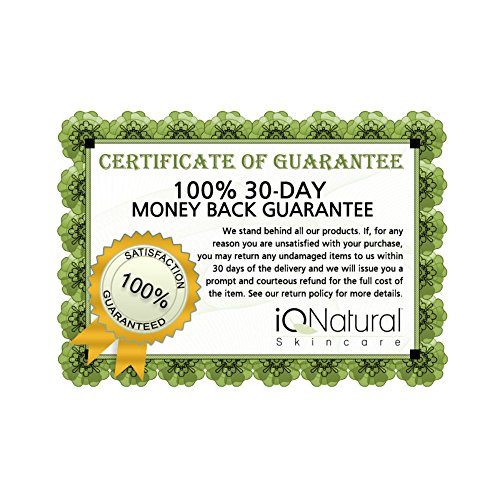 CERTIFICATE OF GUARANTEE
100% 30-DAY
MONEY BACK GUARANTEE
We stand behind all our products. If, for any
reason you are unsatisfied with your purchase,
you may return any undamaged items to us within
30 days of the delivery and we will issue you a
prompt and courteous refund for the full cost of
the item. See our return policy for more details.
SATISFACTION
100%
GUARANTEED
iQNatural
Skincare